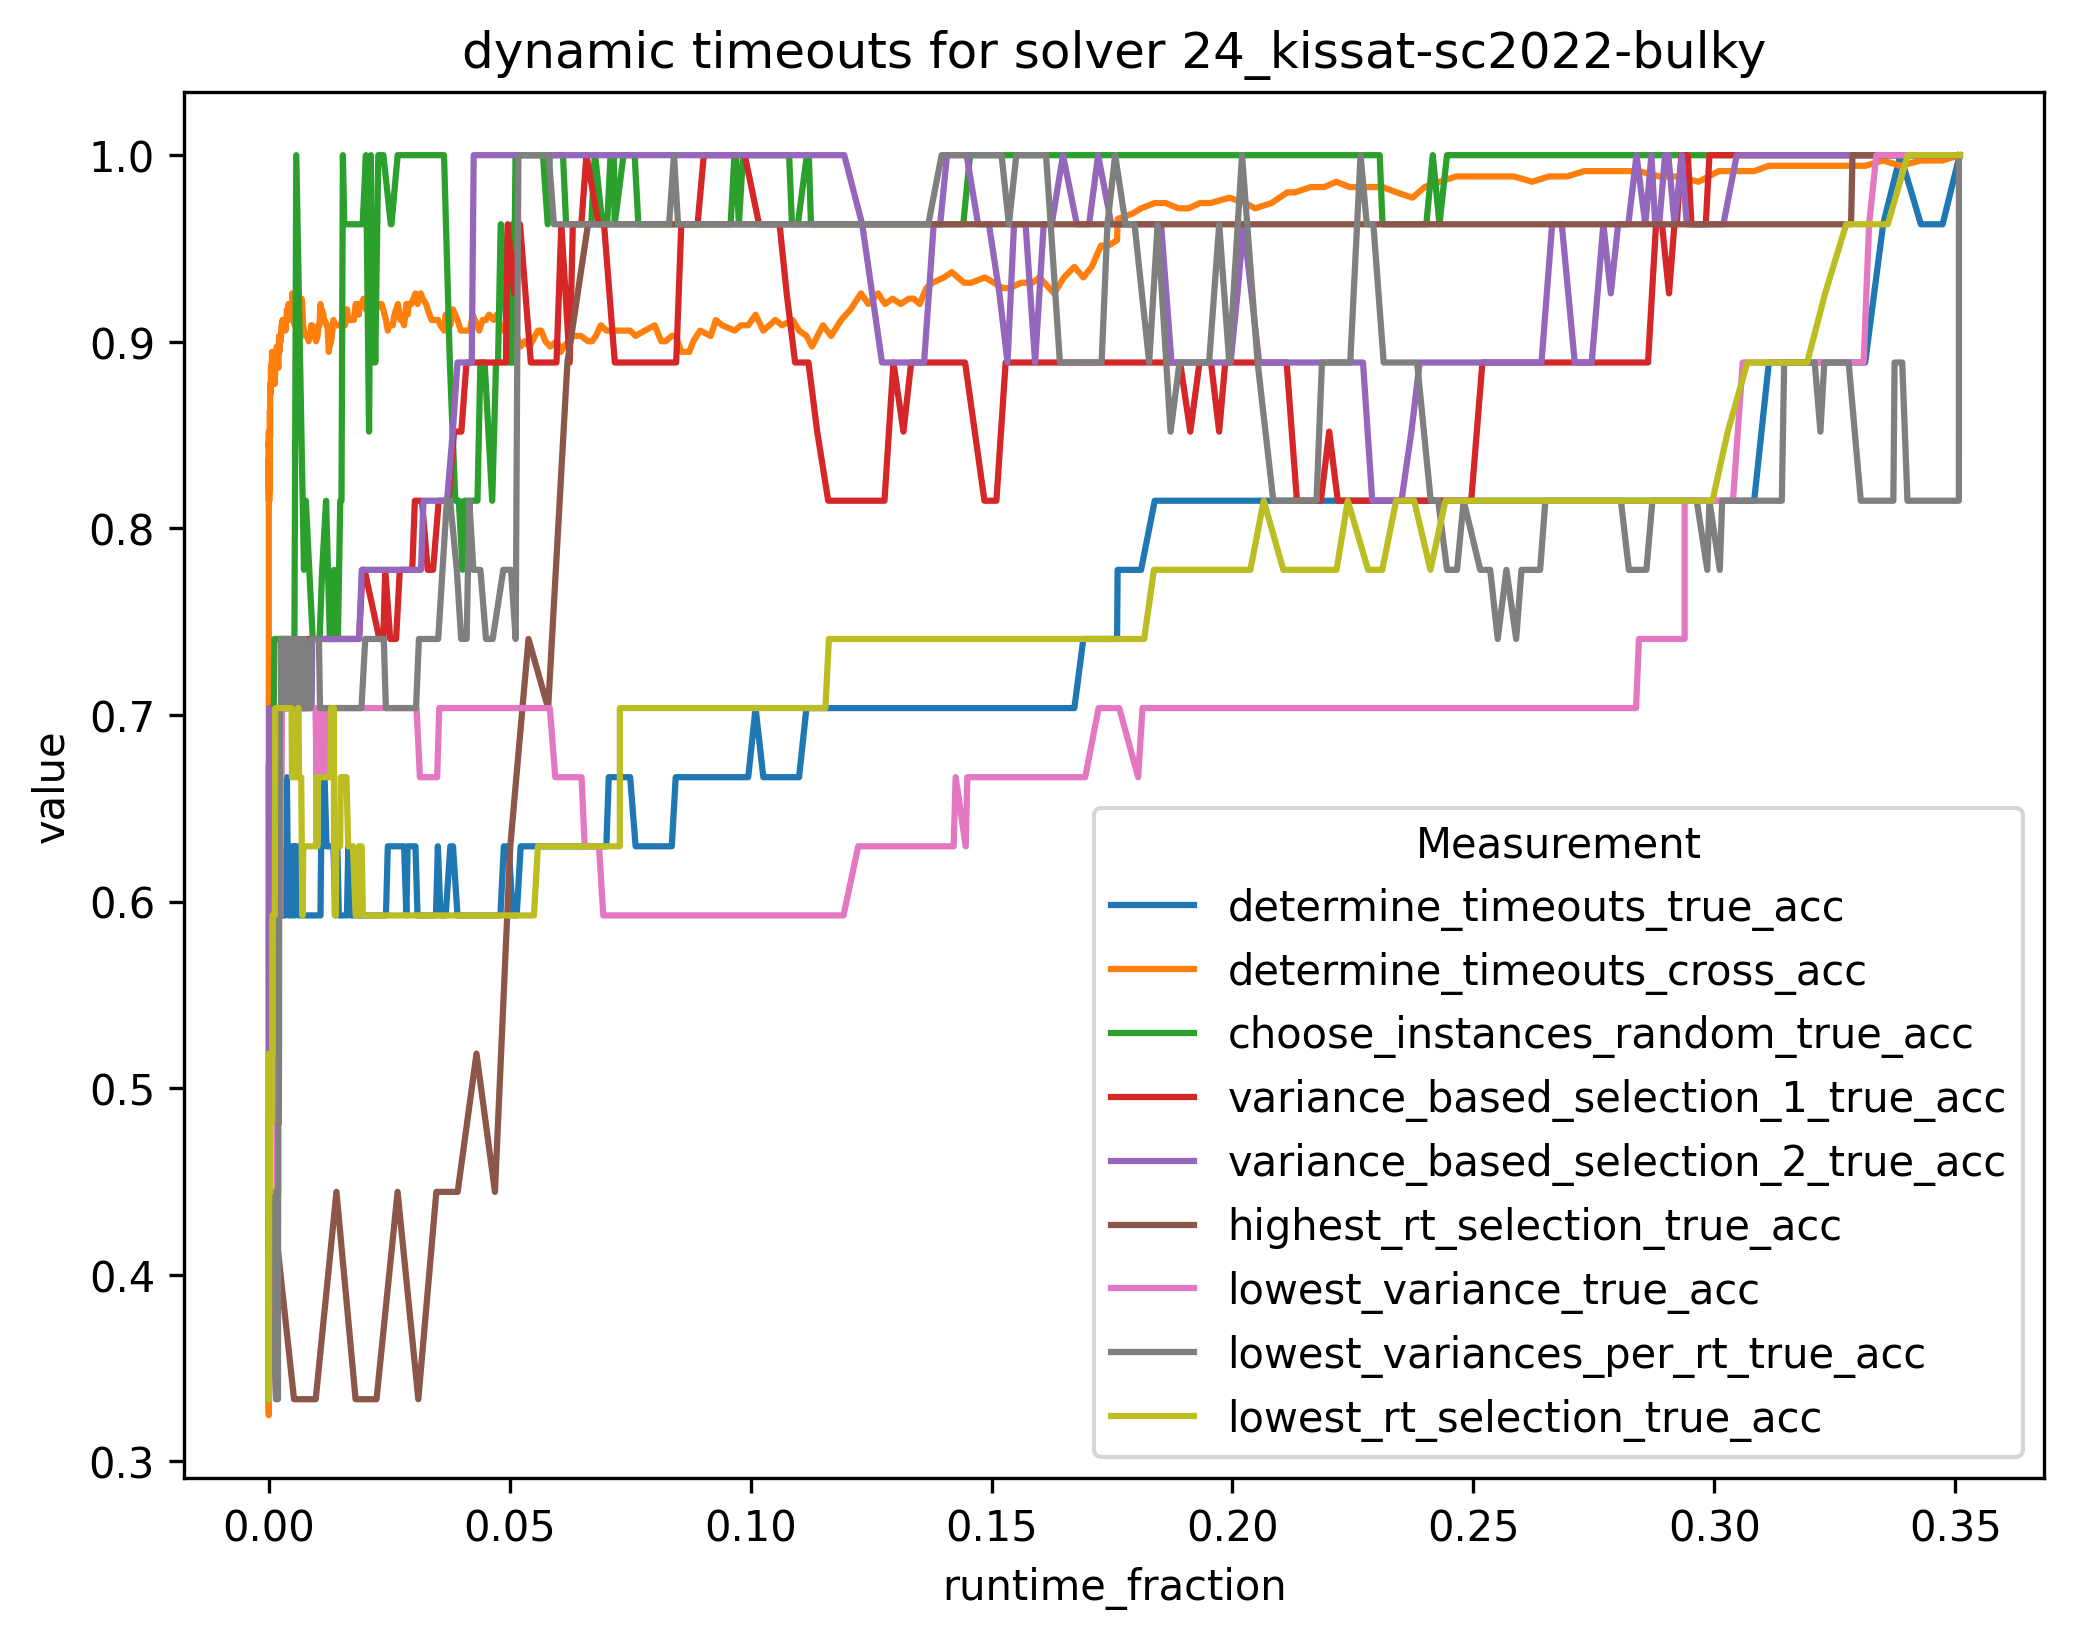 dynamic timeouts for solver 24_kissat-sc2022-bulky
value
1.0
0.9
0.8
0.7
0.6
0.5
0.4
0.3
Measurement
determine_timeouts_true_acc
determine_timeouts_cross_acc
choose_instances_random_true_acc
variance_based_selection_1_true_acc
variance_based_selection_2_true_acc
highest_rt_selection_true_acc
lowest_variance_true_acc
lowest_variances_per_rt_true_acc
lowest_rt_selection_true_acc
0.00 0.05 0.10 0.15 0.20 0.25 0.30 0.35
runtime_fraction